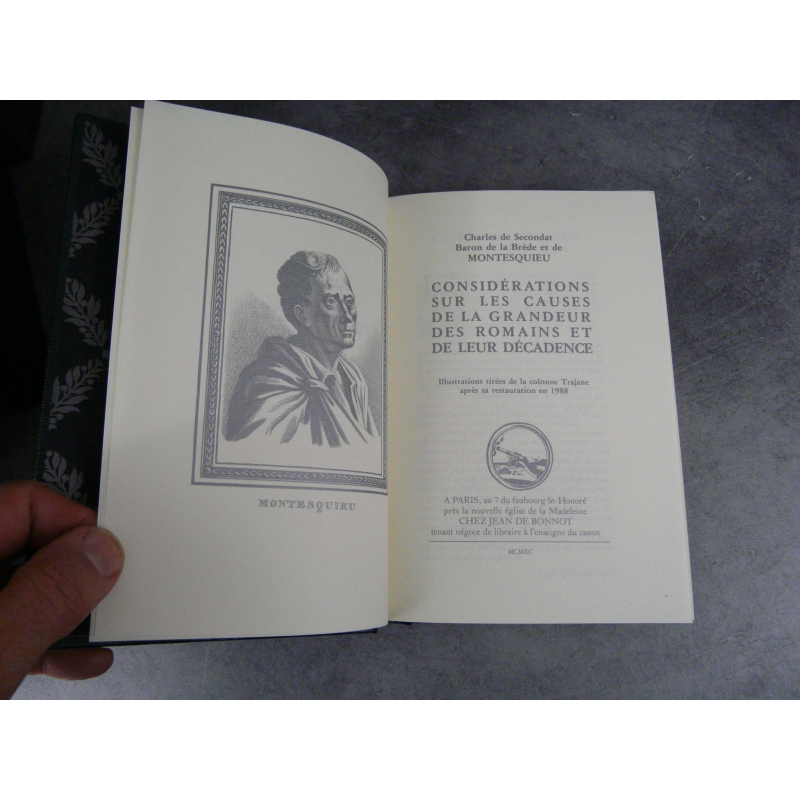 MONTESQUIEU
Charles de Secondat
Baron de la Brède et de
MONTESQUIEU
CONSIDÉRATIONS
SUR LES CAUSES
DE LA GRANDEUR
DES ROMAINS ET
DE LEUR DÉCADENCE
Illustrations tirées de la colonne Trajane
après sa restauration en 1988
A PARIS, au 7 du faubourg St-Honoré
près la nouvelle église de la Madeleine
CHEZ JEAN DE BONNOT
tenant négoce de libraire à l'enseigne du canon
MCMXC